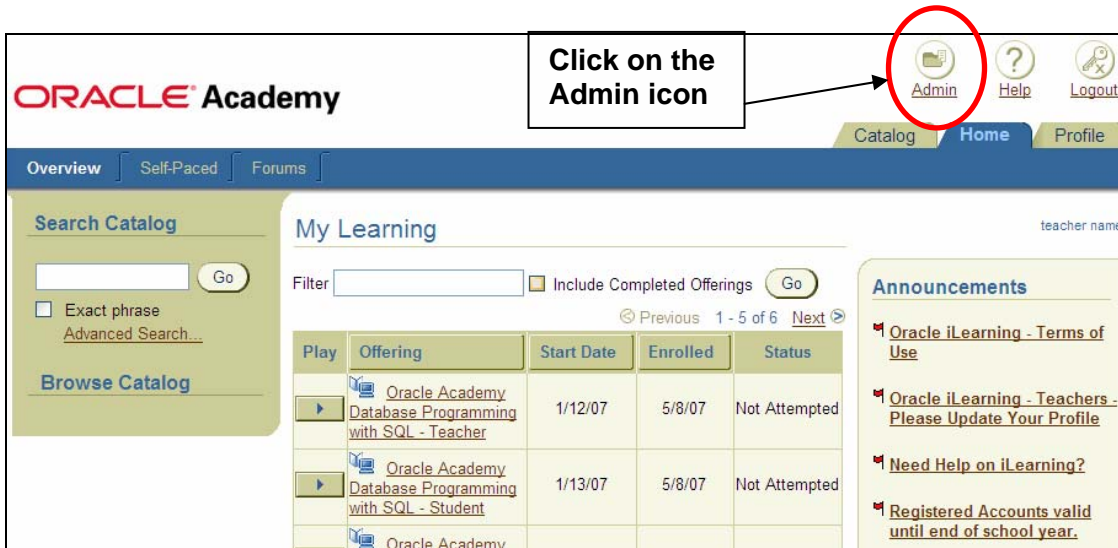 Click on the
Admin icon
ORACLE Academy
Admin
Help
Logout
Catalog
Home
Profile
Overview
Self-Paced
Forums
Search Catalog
Go
Exact phrase
Advanced Search...
Browse Catalog
My Learning
teacher name
Filter
Include Completed Offerings
Go
Previous 1 - 5 of 6 Next
Play Offering Start Date Enrolled Status
Oracle Academy
Database Programming
with SQL - Teacher
1/12/07 5/8/07 Not Attempted
Oracle Academy
Database Programming
with SQL - Student
1/13/07 5/8/07 Not Attempted
Oracle Academy
Announcements
Oracle iLearning - Terms of
Use
Oracle iLearning - Teachers -
Please Update Your Profile
Need Help on iLearning?
Registered Accounts valid
until end of school year.